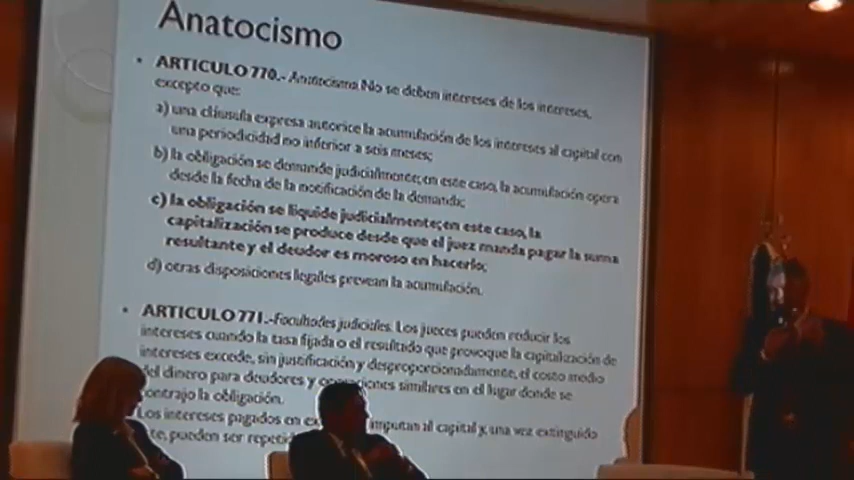 Anatocismo
• ARTICULO 770.- Anatocismo. No se deben intereses de los intereses,
excepto que:
a) una cláusula expresa autorice la acumulación de los intereses al capital con
una periodicidad no inferior a seis meses;
b) la obligación se demande judicialmente; en este caso, la acumulación opera
desde la fecha de la notificación de la demanda;
c) la obligación se liquide judicialmente; en este caso, la
capitalización se produce desde que el juez manda pagar la suma
resultante y el deudor es moroso en hacerlo;
d) otras disposiciones legales prevean la acumulación.
• ARTICULO 771.- Facultades judiciales. Los jueces pueden reducir los
intereses cuando la tasa fijada o el resultado que provoque la capitalización de
intereses excede, sin justificación y desproporcionadamente, el costo medio
del dinero para deudores y similares en el lugar donde se
contrajo la obligación.
Los intereses pagados en imputan al capital y, una vez extinguido
pueden ser